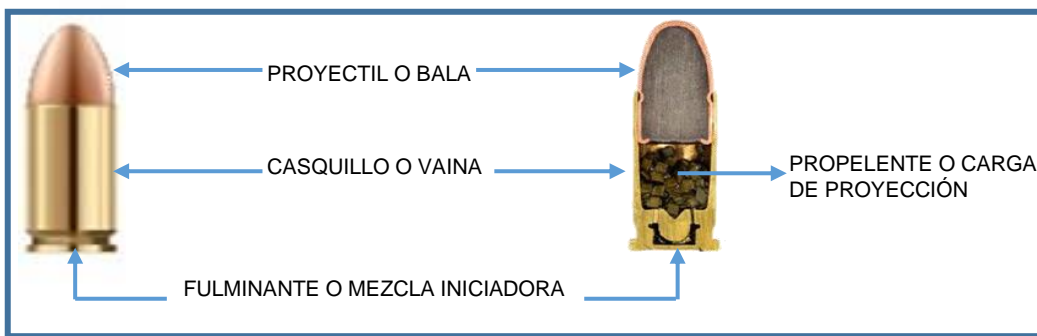 PROYECTIL O BALA
CASQUILLO O VAINA
PROPELENTE O CARGA
DE PROYECCIÓN
FULMINANTE O MEZCLA INICIADORA